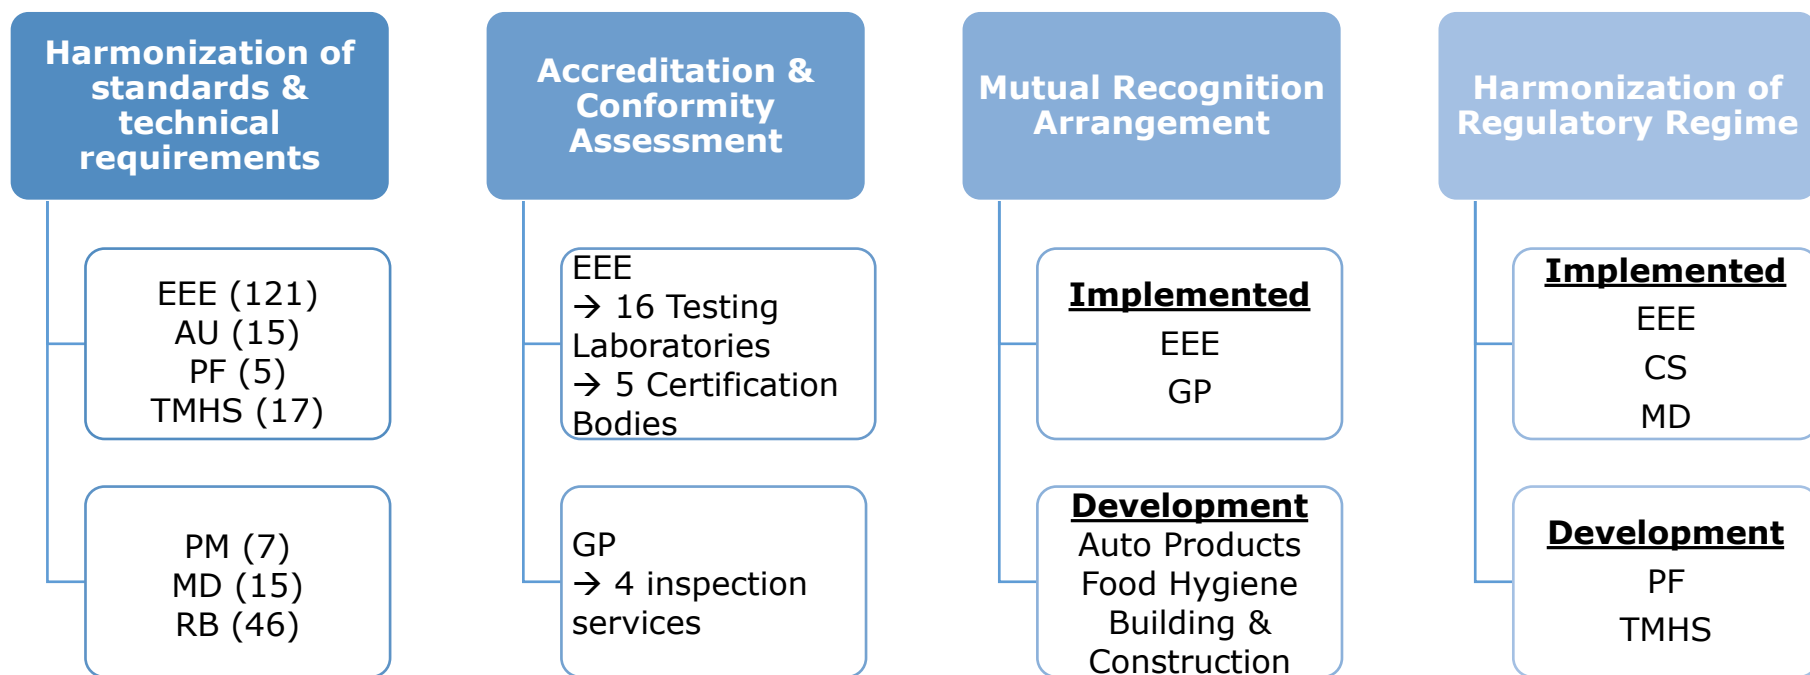 Harmonization of
standards &
technical
requirements
EEE (121)
AU (15)
PF (5)
TMHS (17)
PM (7)
MD (15)
RB (46)
Accreditation &
Conformity
Assessment
EEE
→ 16 Testing
Laboratories
→ 5 Certification
Bodies
GP
→ 4 inspection
services
Mutual Recognition
Arrangement
Implemented
EEE
GP
Development
Auto Products
Food Hygiene
Building &
Construction
Harmonization of
Regulatory Regime
Implemented
EEE
CS
MD
Development
PF
TMHS